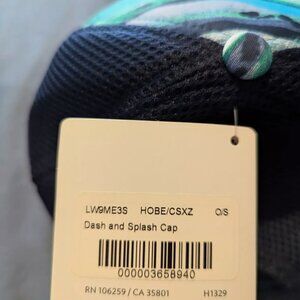 LW9ME3S HOBE/CSXZ O/S
Dash and Splash Cap
000003658940
RN 106259 / CA 35801 H1329